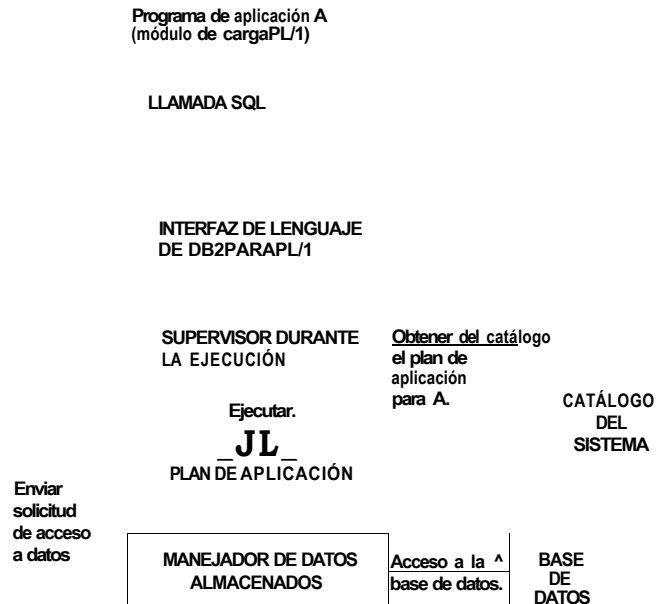 Programa de aplicación A
(módulo de cargaPL/1)
LLAMADA SQL
INTERFAZ DE LENGUAJE
DE DB2PARAPL/1
SUPERVISOR DURANTE
LA EJECUCIÓN
Obtener del catálogo
el plan de
aplicación
para A.
CATÁLOGO
DEL
SISTEMA
Ejecutar.
_JL_
PLAN DE APLICACIÓN
Enviar
solicitud
de acceso
a datos
MANEJADOR DE DATOS
ALMACENADOS
Acceso a la ^
base de datos.
BASE
DE
DATOS